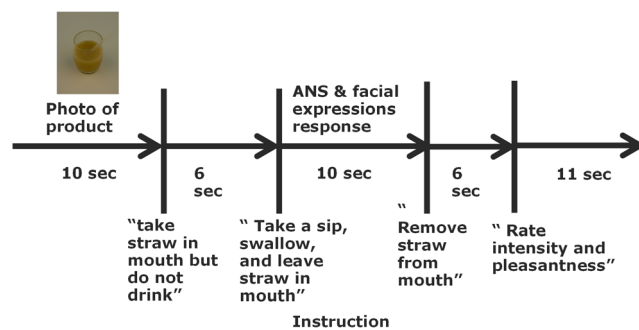 Photo of
product
ANS & facial
expressions
response
10 sec
6
sec
10 sec
6
sec
11 sec
“take
straw in
mouth but
do not
drink”
“ Take a sip,
swallow,
and leave
straw in
mouth”
“
Remove
straw
from
mouth”
“ Rate
intensity and
pleasantness”
Instruction